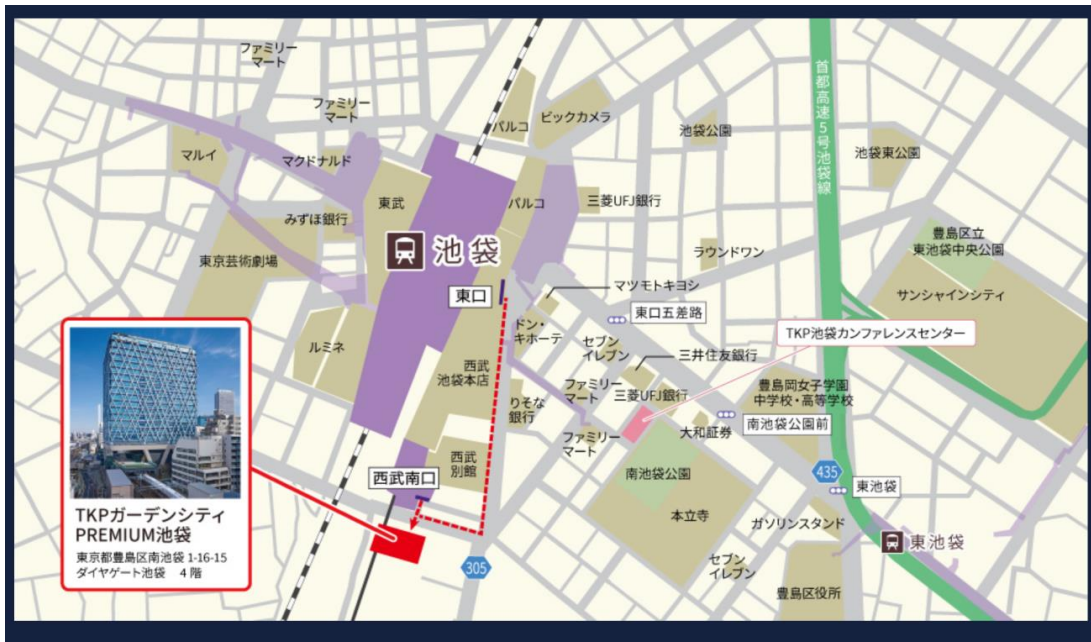 ファミリー
マート
ファミリー
マート
パルコ
ビックカメラ
池袋公園
首都高速5号池袋線
池袋東公園
マルイ
マクドナルド
東武
パルコ
三菱UFJ銀行
みずほ銀行
東京芸術劇場
池袋
ラウンドワン
豊島区立
東池袋中央公園
サンシャインシティ
東口
マツモトキヨシ
東口五差路
ドン・
キホーテ
セブン
イレブン
三井住友銀行
TKP池袋カンファレンスセンター
ルミネ
西武
池袋本店
りそな
銀行
ファミリー
マート
三菱UFJ銀行
豊島岡女子学園
中学校・高等学校
大和証券
南池袋公園前
ファミリー
マート
西武
別館
西武南口
南池袋公園
435
東池袋
本立寺
ガソリンスタンド
東池袋
セブン
イレブン
豊島区役所
305
TKPガーデンシティ
PREMIUM池袋
東京都豊島区南池袋 1-16-15
ダイヤゲート池袋 4 階